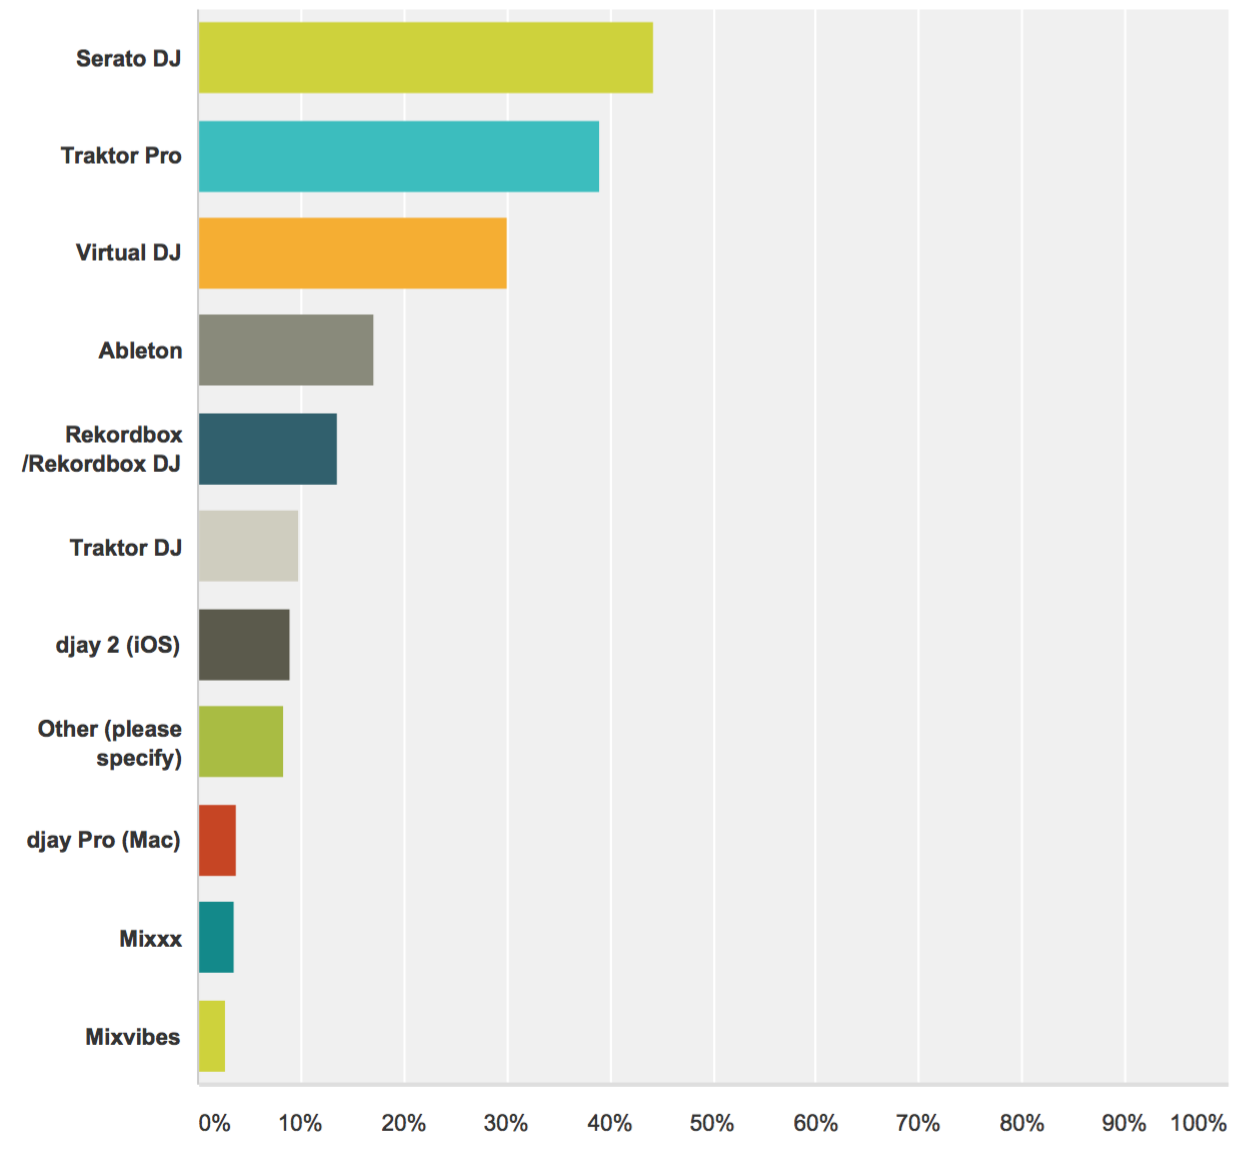 Serato DJ
Traktor Pro
Virtual DJ
Ableton
Rekordbox
/Rekordbox DJ
Traktor DJ
djay 2 (iOS)
Other (please
specify)
djay Pro (Mac)
Mixxx
Mixvibes
0% 10% 20% 30% 40% 50% 60% 70% 80% 90% 100%